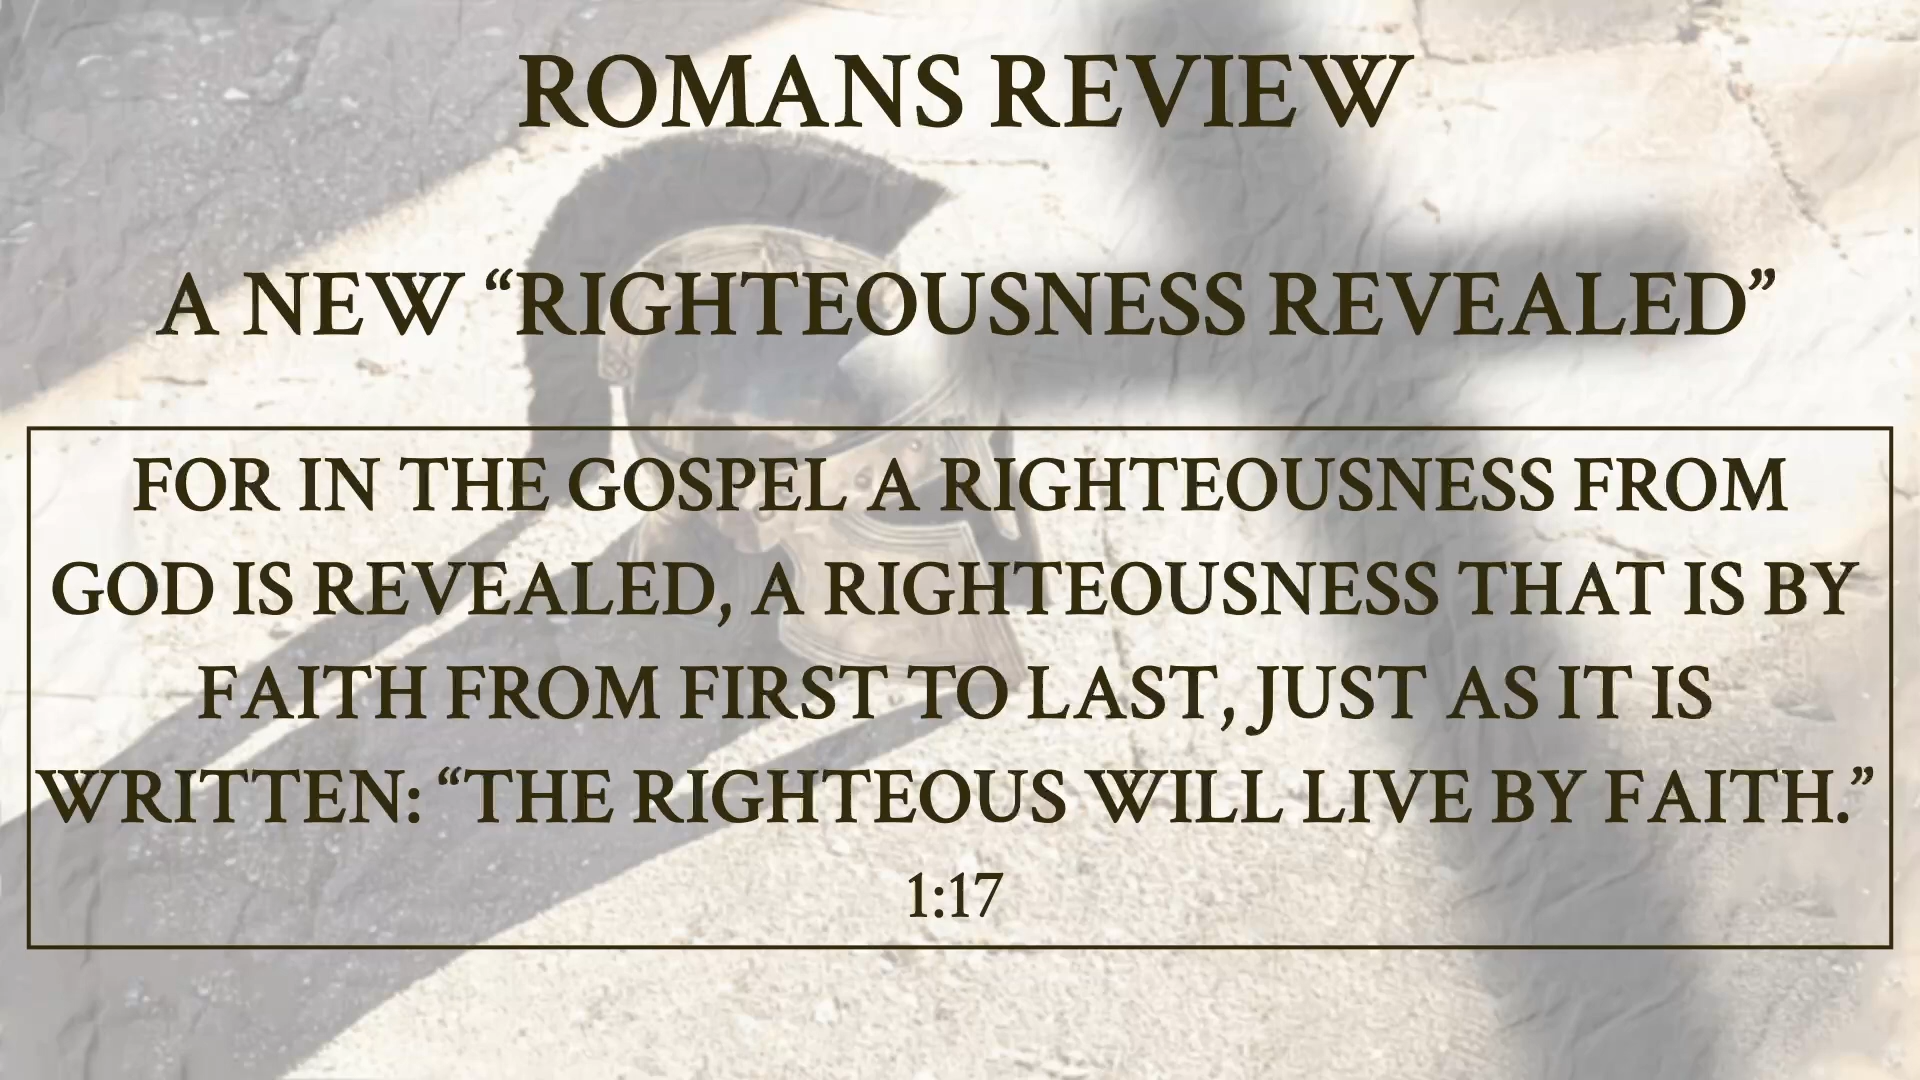 ROMANS REVIEW
A NEW “RIGHTEOUSNESS REVEALED”
FOR IN THE GOSPEL A RIGHTEOUSNESS FROM
GOD IS REVEALED, A RIGHTEOUSNESS THAT IS BY
FAITH FROM FIRST TO LAST, JUST AS IT IS
WRITTEN: “THE RIGHTEOUS WILL LIVE BY FAITH.”
1:17